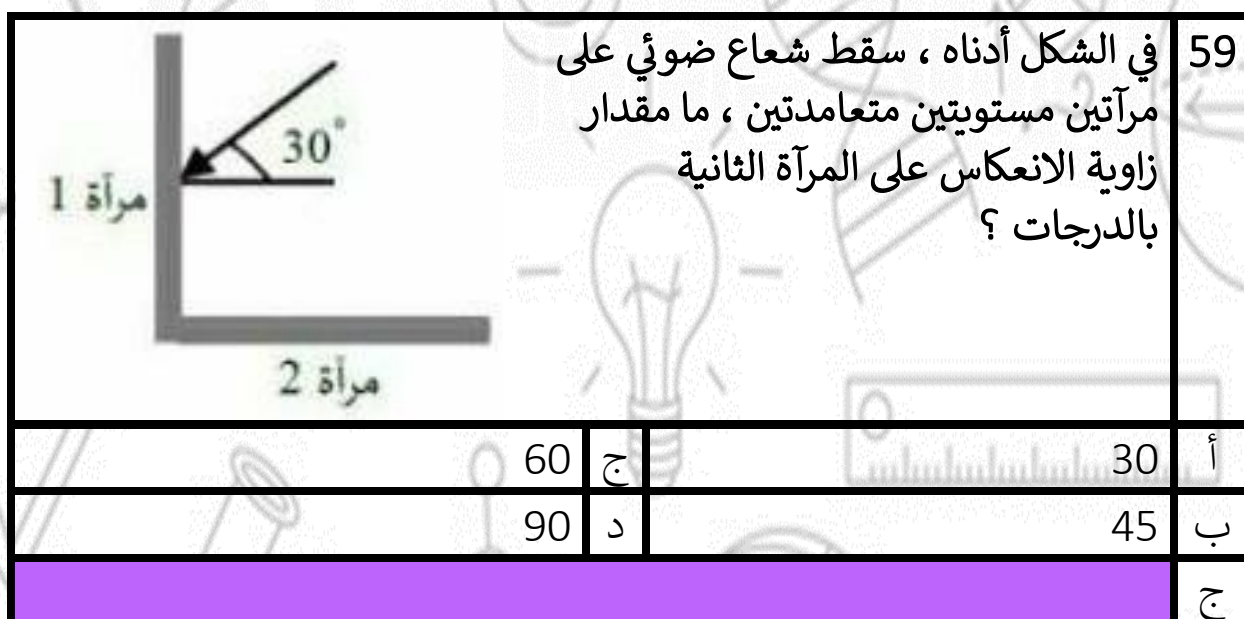 59
في الشكل أدناه ، سقط شعاع ضوئي على
مرآتين مستويتين متعامدتين ، ما مقدار
زاوية الانعكاس على المرآة الثانية
بالدرجات ؟
30°
مرآة 1
مرآة 2
أ 30 ج 60
ب 45 د 90
ج